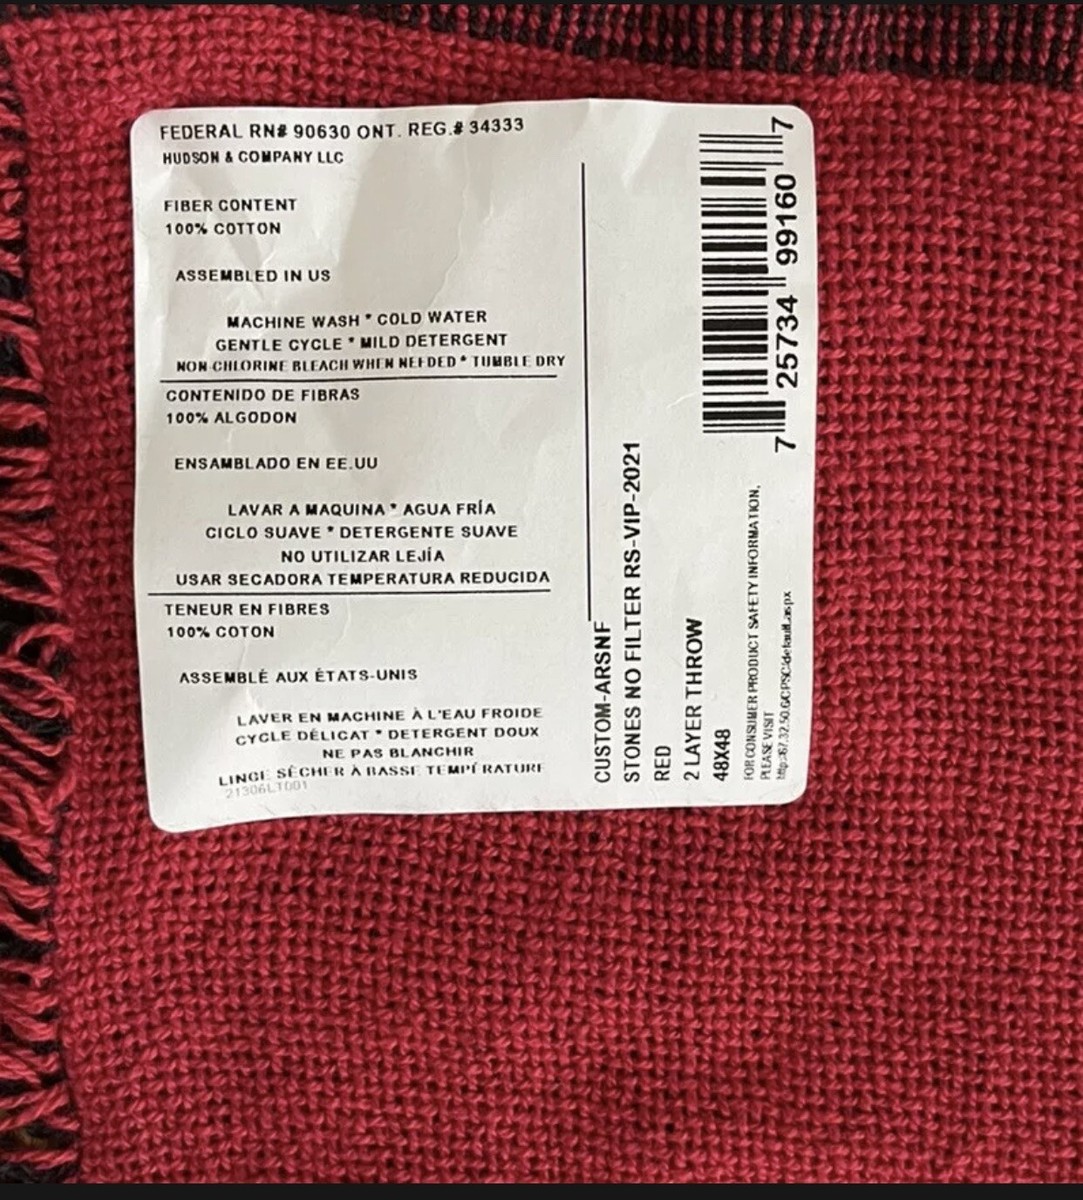 FEDERAL RN# 90630 ONT. REG.# 34333
HUDSON & COMPANY LLC
FIBER CONTENT
100% COTTON
ASSEMBLED IN US
MACHINE WASH * COLD WATER
GENTLE CYCLE * MILD DETERGENT
NON CHLORINE BLEACH WHEN NEEDED * TUMBLE DRY
CONTENIDO DE FIBRAS
100% ALGODON
ENSAMBLADO EN EE.UU
LAVAR A MAQUINA * AGUA FRÍA
CICLO SUAVE * DETERGENTE SUAVE
NO UTILIZAR LEJÍA
USAR SECADORA TEMPERATURA REDUCIDA
TENEUR EN FIBRES
100% COTON
ASSEMBLÉ AUX ÉTATS-UNIS
LAVER EN MACHINE À L'EAU FROIDE
CYCLE DÉLICAT * DETERGENT DOUX
NE PAS BLANCHIR
LINGE SÉCHER À BASSE TEMPÉRATURE
21306LT001
CUSTOM-ARSNF
STONES NO FILTER RS-VIP-2021
RED
2 LAYER THROW
48X48
FOR CONSUMER PRODUCT SAFETY INFORMATION,
PLEASE VISIT
7 25734 99160 7